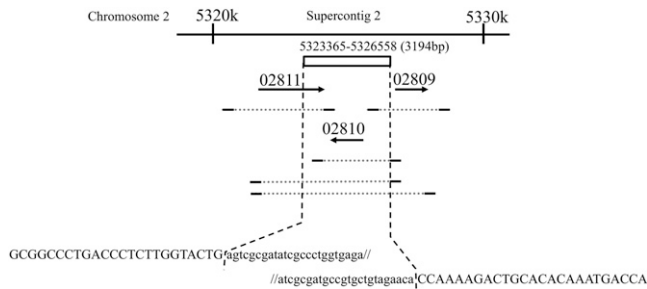 Chromosome 2 5320k Supercontig 2 5330k
5323365-5326558 (3194bp)
02811 02809
02810
GCGGCCCTGACCCTCTTGGTACTG agtcgcgatatcgccctggtgaga//
//atcgcgatgccgtgctgtagaaca CCAAAAGACTGCACACAAATGACCA